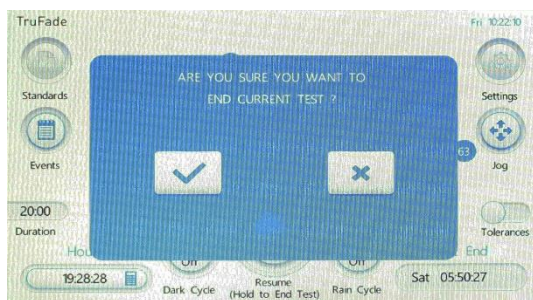 TruFade
Fri 10:22:10
ARE YOU SURE YOU WANT TO
END CURRENT TEST ?
Standards
Settings
63
Events
Jog
20:00
Duration
Tolerances
Hou
End
19:28:28
Off
Sat 05:50:27
Dark Cycle
Resume
(Hold to End Test)
Rain Cycle